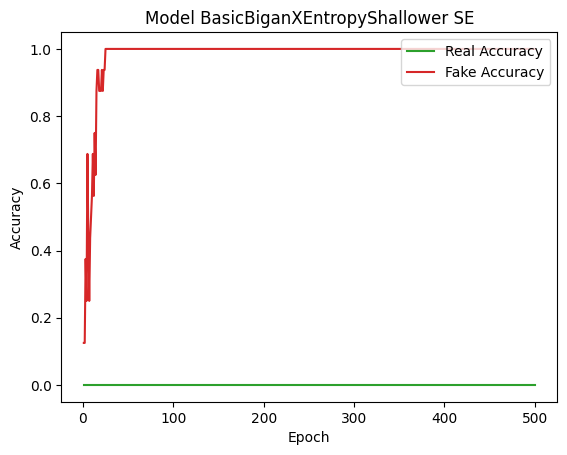 Model BasicBiganXEntropyShallower SE
Real Accuracy
Fake Accuracy
1.0
0.8
0.6
0.4
0.2
0.0
Accuracy
0
100
200
300
400
500
Epoch